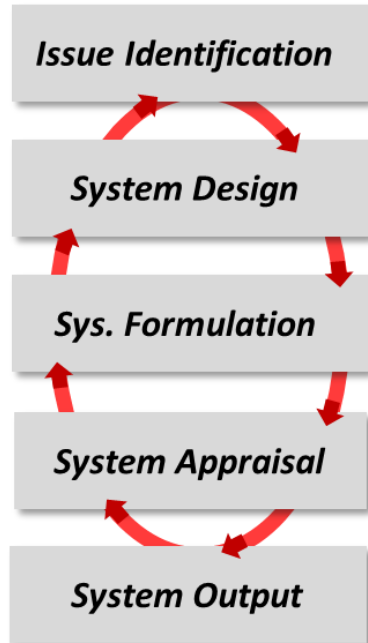 Issue Identification
System Design
Sys. Formulation
System Appraisal
System Output